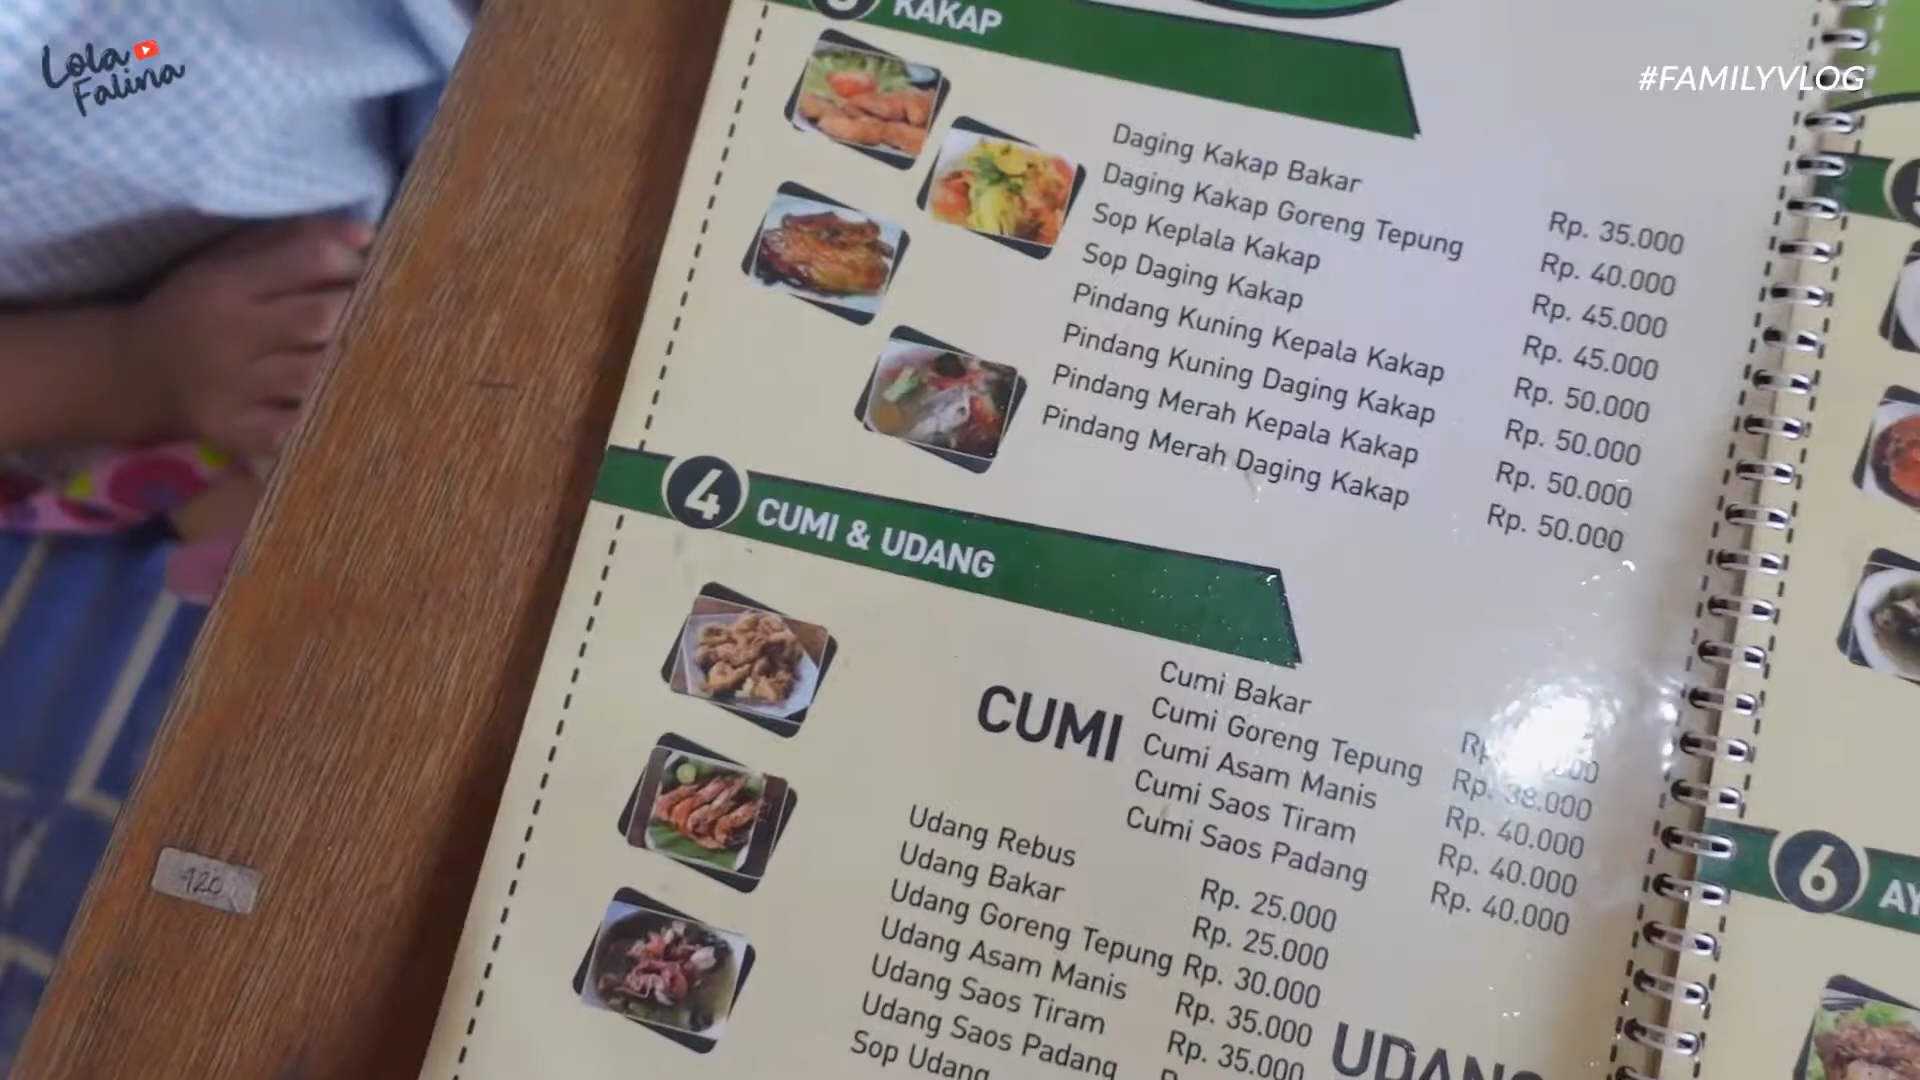 Lola
Falina
#FAMILYVLOG
3 KAKAP
Daging Kakap Bakar Rp. 35.000
Daging Kakap Goreng Tepung Rp. 40.000
Sop Keplala Kakap Rp. 45.000
Sop Daging Kakap Rp. 45.000
Pindang Kuning Kepala Kakap Rp. 50.000
Pindang Kuning Daging Kakap Rp. 50.000
Pindang Merah Kepala Kakap Rp. 50.000
Pindang Merah Daging Kakap Rp. 50.000
4 CUMI & UDANG
CUMI
Cumi Bakar
Cumi Goreng Tepung Rp. 38.000
Cumi Asam Manis Rp. 40.000
Cumi Saos Tiram Rp. 40.000
Cumi Saos Padang Rp. 40.000
Udang Rebus Rp. 25.000
Udang Bakar Rp. 25.000
Udang Goreng Tepung Rp. 30.000
Udang Asam Manis Rp. 35.000
Udang Saos Tiram Rp. 35.000
Udang Saos Padang
Sop Udang
UDANG
6